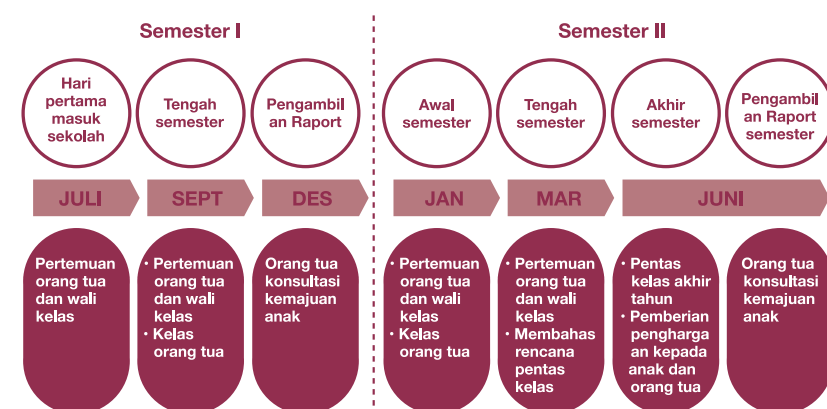 Semester I
Semester II
Hari
pertama
masuk
sekolah
Tengah
semester
Pengambil
an Raport
Awal
semester
Tengah
semester
Akhir
semester
Pengambil
an Raport
semester
JULI
SEPT
DES
JAN
MAR
JUNI
Pertemuan
orang tua
dan wali
kelas
• Pertemuan
orang tua
dan wali
kelas
• Kelas
orang tua
Orang tua
konsultasi
kemajuan
anak
• Pertemuan
orang tua
dan wali
kelas
• Kelas
orang tua
• Pertemuan
orang tua
dan wali
kelas
• Membahas
rencana
pentas
kelas
• Pentas
kelas akhir
tahun
• Pemberian
pengharga
an kepada
anak dan
orang tua
Orang tua
konsultasi
kemajuan
anak